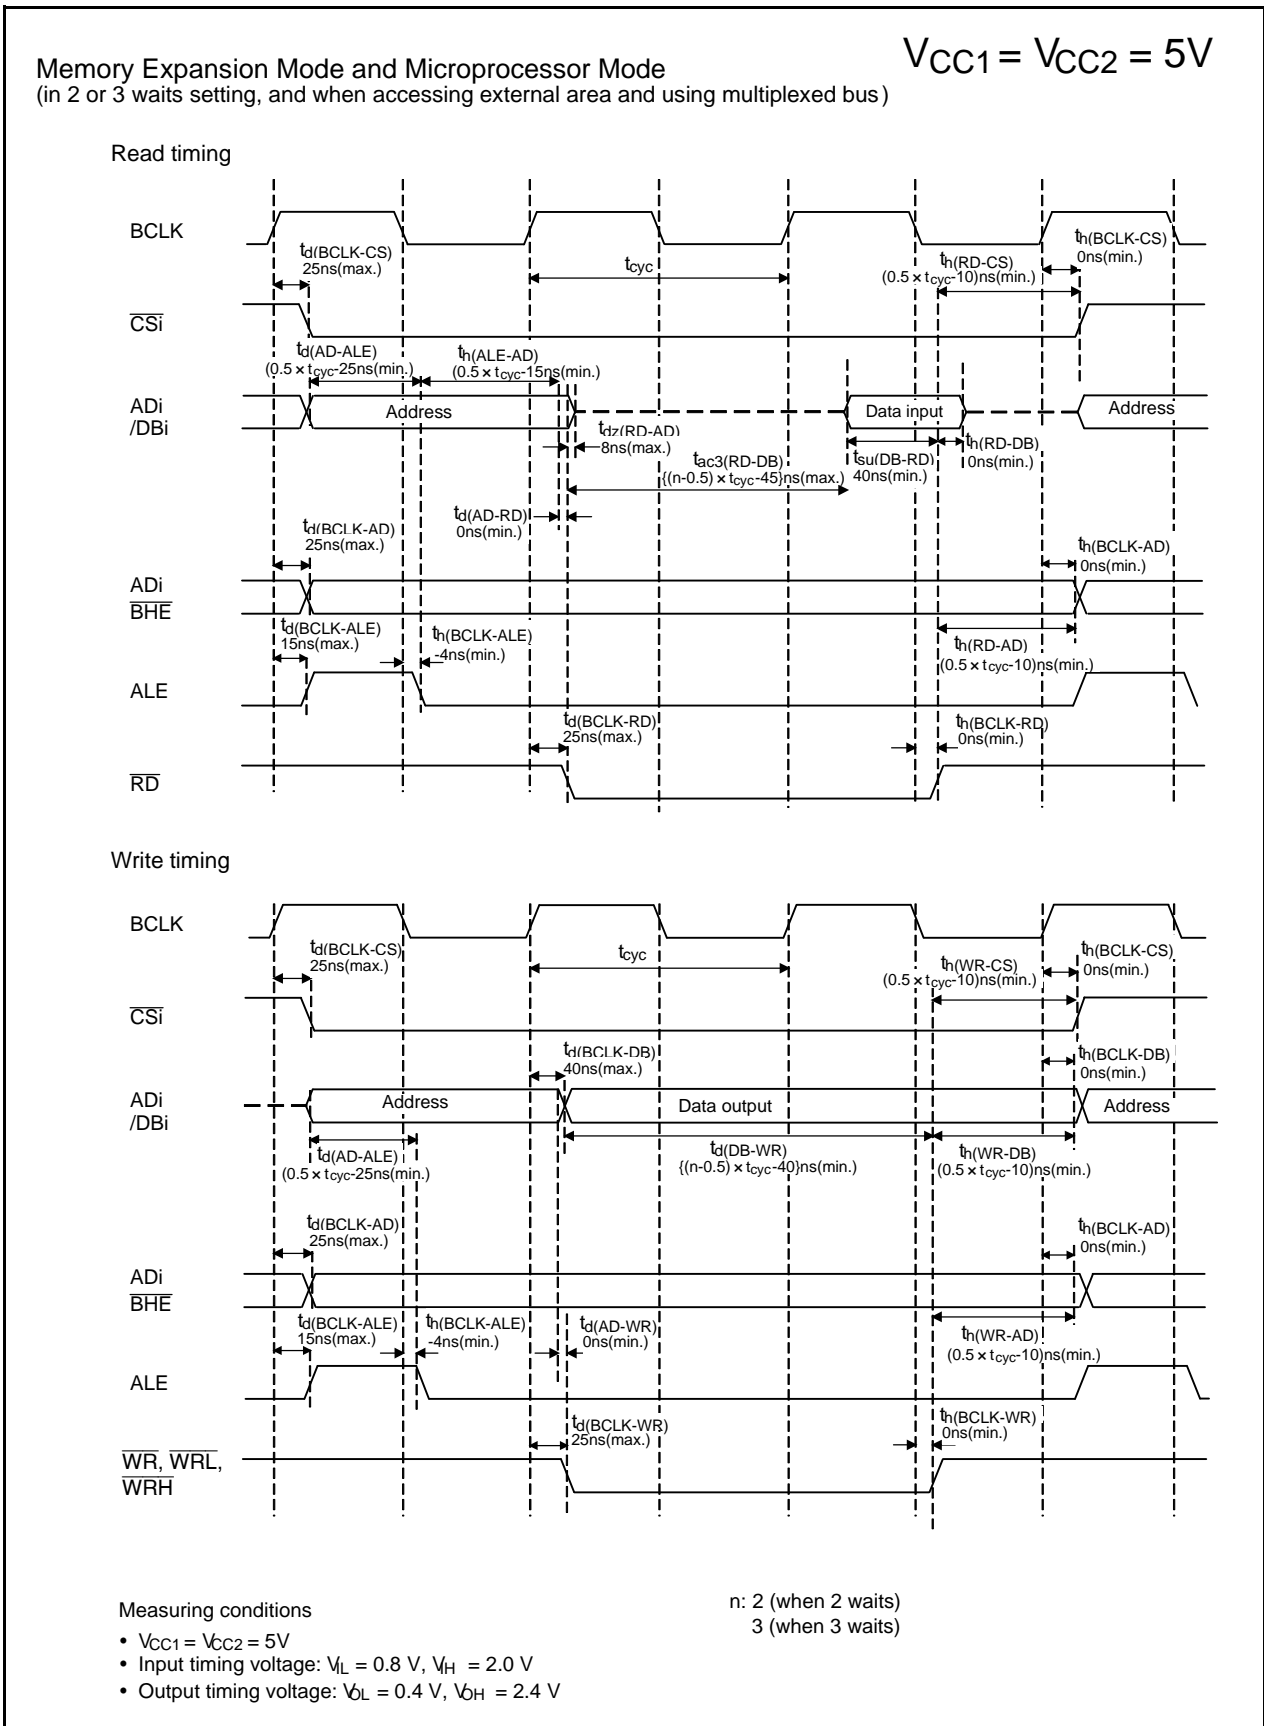 VCC1 = VCC2 = 5V
Memory Expansion Mode and Microprocessor Mode
(in 2 or 3 waits setting, and when accessing external area and using multiplexed bus)
Read timing
BCLK
td(BCLK-CS)
25ns(max.)
tcyc
th(RD-CS)
(0.5 × tcyc-10)ns(min.)
th(BCLK-CS)
0ns(min.)
CSi
td(AD-ALE)
(0.5 × tcyc-25ns(min.)
th(ALE-AD)
(0.5 × tcyc-15ns(min.)
ADi
/DBi
Address
Data input
Address
tdz(RD-AD)
8ns(max.)
tac3(RD-DB)
{(n-0.5) × tcyc-45}ns(max.)
tsu(DB-RD)
40ns(min.)
th(RD-DB)
0ns(min.)
td(AD-RD)
0ns(min.)
td(BCLK-AD)
25ns(max.)
th(BCLK-AD)
0ns(min.)
ADi
BHE
td(BCLK-ALE)
15ns(max.)
th(BCLK-ALE)
-4ns(min.)
th(RD-AD)
(0.5 × tcyc-10)ns(min.)
ALE
td(BCLK-RD)
25ns(max.)
th(BCLK-RD)
0ns(min.)
RD
Write timing
BCLK
td(BCLK-CS)
25ns(max.)
tcyc
th(WR-CS)
(0.5 × tcyc-10)ns(min.)
th(BCLK-CS)
0ns(min.)
CSi
td(BCLK-DB)
40ns(max.)
th(BCLK-DB)
0ns(min.)
ADi
/DBi
Address
Data output
Address
td(AD-ALE)
(0.5 × tcyc-25ns(min.)
td(DB-WR)
{(n-0.5) × tcyc-40}ns(min.)
th(WR-DB)
(0.5 × tcyc-10)ns(min.)
td(BCLK-AD)
25ns(max.)
th(BCLK-AD)
0ns(min.)
ADi
BHE
td(BCLK-ALE)
15ns(max.)
th(BCLK-ALE)
-4ns(min.)
td(AD-WR)
0ns(min.)
th(WR-AD)
(0.5 × tcyc-10)ns(min.)
ALE
td(BCLK-WR)
25ns(max.)
th(BCLK-WR)
0ns(min.)
WR, WRL,
WRH
Measuring conditions
• VCC1 = VCC2 = 5V
• Input timing voltage: VIL = 0.8 V, VIH = 2.0 V
• Output timing voltage: VOL = 0.4 V, VOH = 2.4 V
n: 2 (when 2 waits)
3 (when 3 waits)